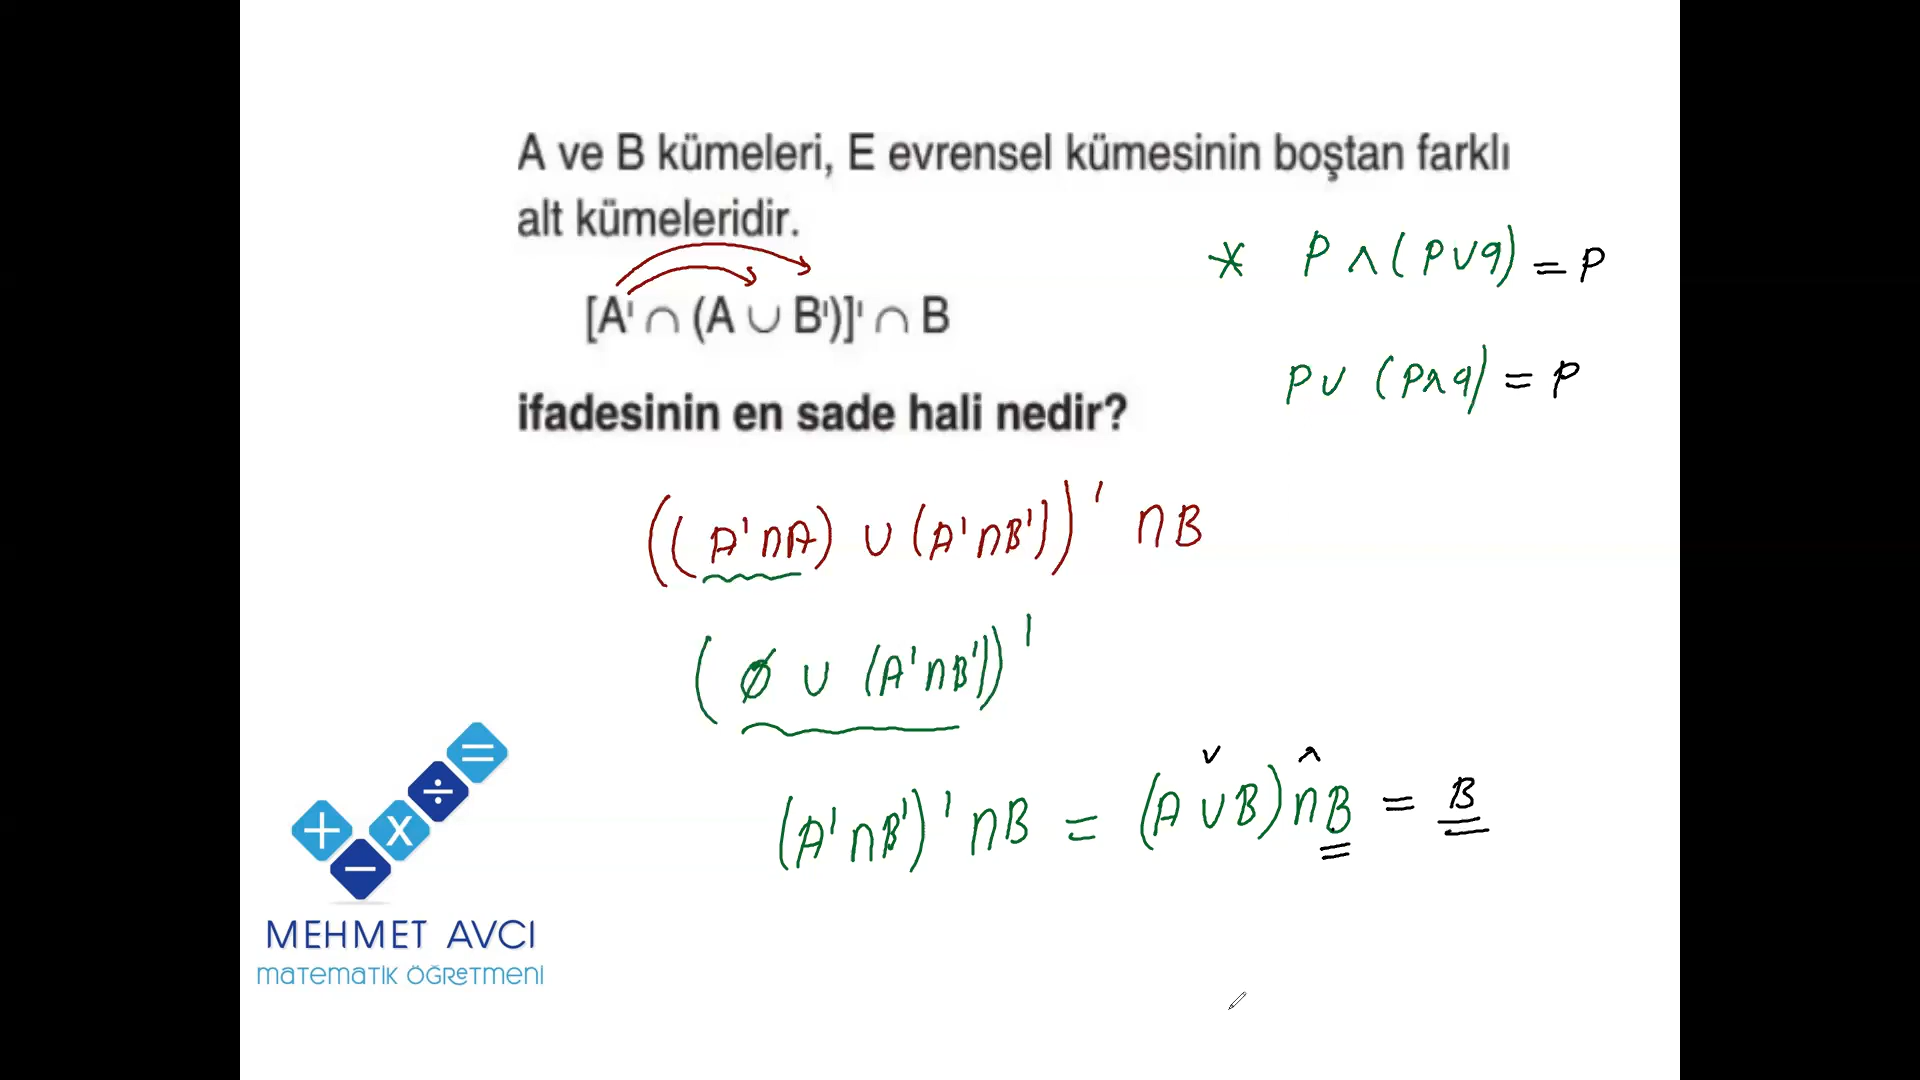 A ve B kümeleri, E evrensel kümesinin boştan farklı
alt kümeleridir.
* P ∧ (P ∨ q) = P
[A' ∩ (A ∪ B')]' ∩ B
P ∨ (P ∧ q) = P
ifadesinin en sade hali nedir?
((A' ∩ A) ∪ (A' ∩ B'))' ∩ B
(∅ ∪ (A' ∩ B'))'
∨ ∧
(A' ∩ B')' ∩ B = (A ∪ B) ∩ B = B
+ − x ÷ =
MEHMET AVCI
matematik öğretmeni